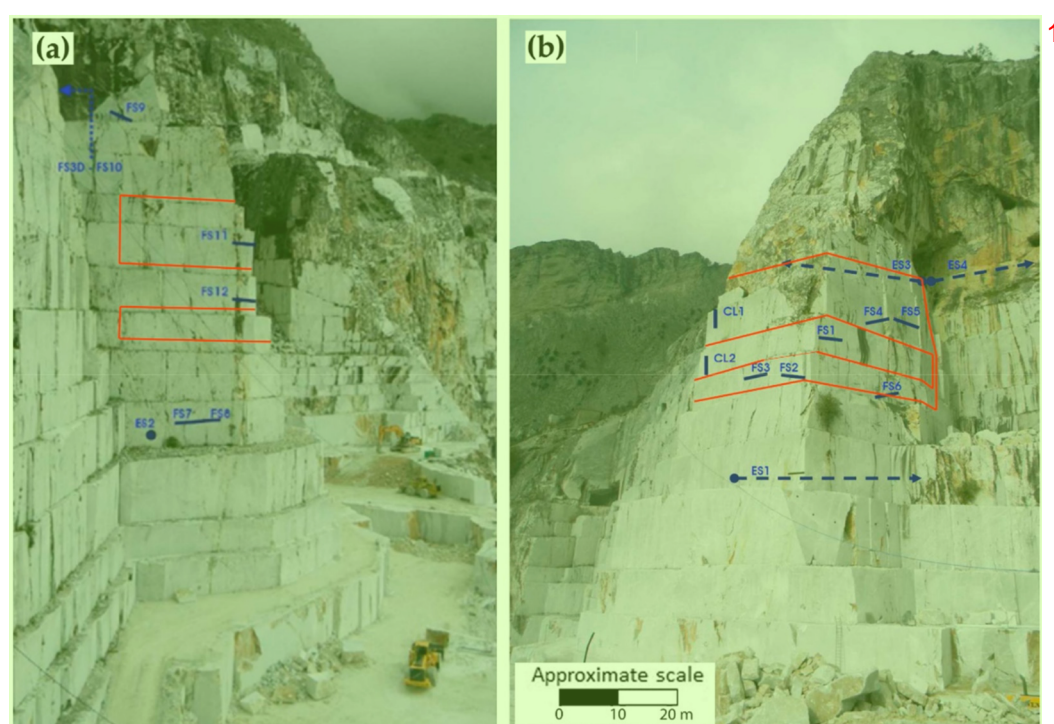 (a)
FS9
FS3D - FS10
FS11
FS12
FS7
FS8
ES2
(b)
1
ES3
ES4
CL1
FS4
FS5
FS1
CL2
FS3
FS2
FS6
ES1
Approximate scale
0 10 20 m